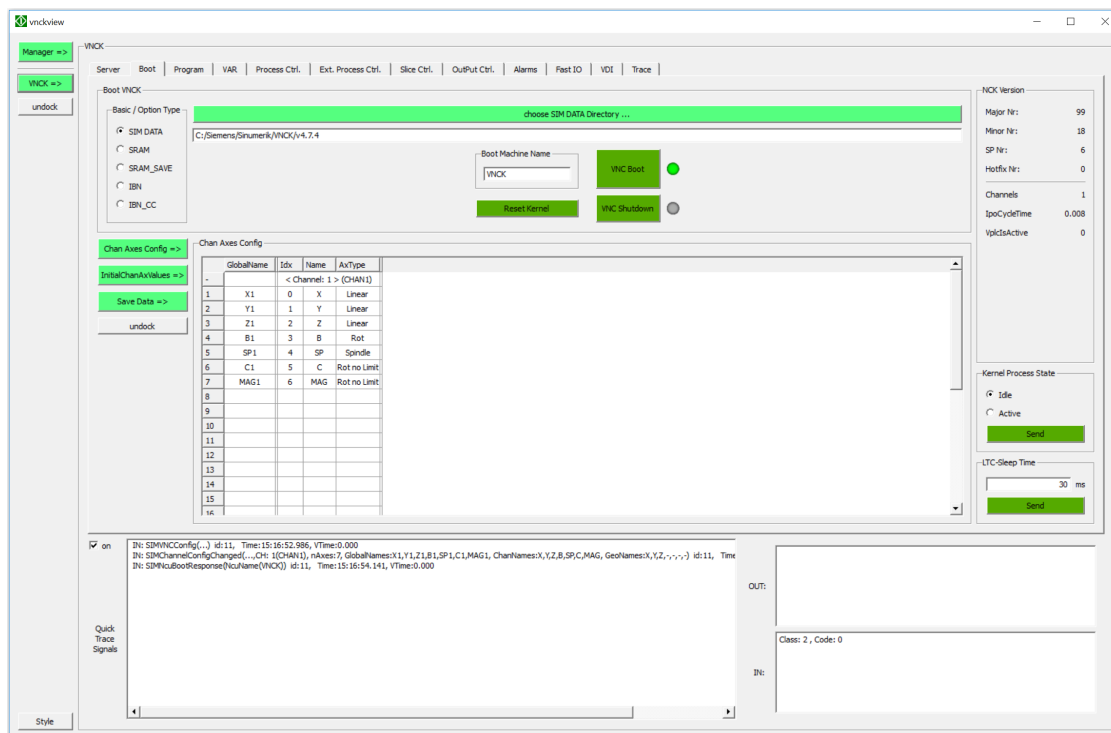 vnckview
Manager =>
VNCK =>
undock
VNCK
Server Boot Program VAR Process Ctrl. Ext. Process Ctrl. Slice Ctrl. OutPut Ctrl. Alarms Fast IO VDI Trace
Boot VNCK
Basic / Option Type
SIM DATA
SRAM
SRAM_SAVE
IBN
IBN_CC
choose SIM DATA Directory ...
C:/Siemens/Sinumerik/VNCK/v4.7.4
Boot Machine Name
VNCK
VNC Boot
Reset Kernel
VNC Shutdown
Chan Axes Config =>
InitialChanAxValues =>
Save Data =>
undock
Chan Axes Config
GlobalName Idx Name AxType
- < Channel: 1 > (CHAN1)
1 X1 0 X Linear
2 Y1 1 Y Linear
3 Z1 2 Z Linear
4 B1 3 B Rot
5 SP1 4 SP Spindle
6 C1 5 C Rot no Limit
7 MAG1 6 MAG Rot no Limit
8
9
10
11
12
13
14
15
16
NCK Version
Major Nr: 99
Minor Nr: 18
SP Nr: 6
Hotfix Nr: 0
Channels 1
IpoCycleTime 0.008
VplcIsActive 0
Kernel Process State
Idle
Active
Send
LTC-Sleep Time
30 ms
Send
on
Quick
Trace
Signals
IN: SIMVNCConfig(...) id:11, Time:15:16:52.986, VTime:0.000
IN: SIMChannelConfigChanged(...,CH: 1(CHAN1), nAxes:7, GlobalNames:X1,Y1,Z1,B1,SP1,C1,MAG1, ChanNames:X,Y,Z,B,SP,C,MAG, GeoNames:X,Y,Z,-,-,-,-) id:11, Time
IN: SIMNcuBootResponse(NcuName(VNCK)) id:11, Time:15:16:54.141, VTime:0.000
OUT:
IN:
Class: 2 , Code: 0
Style